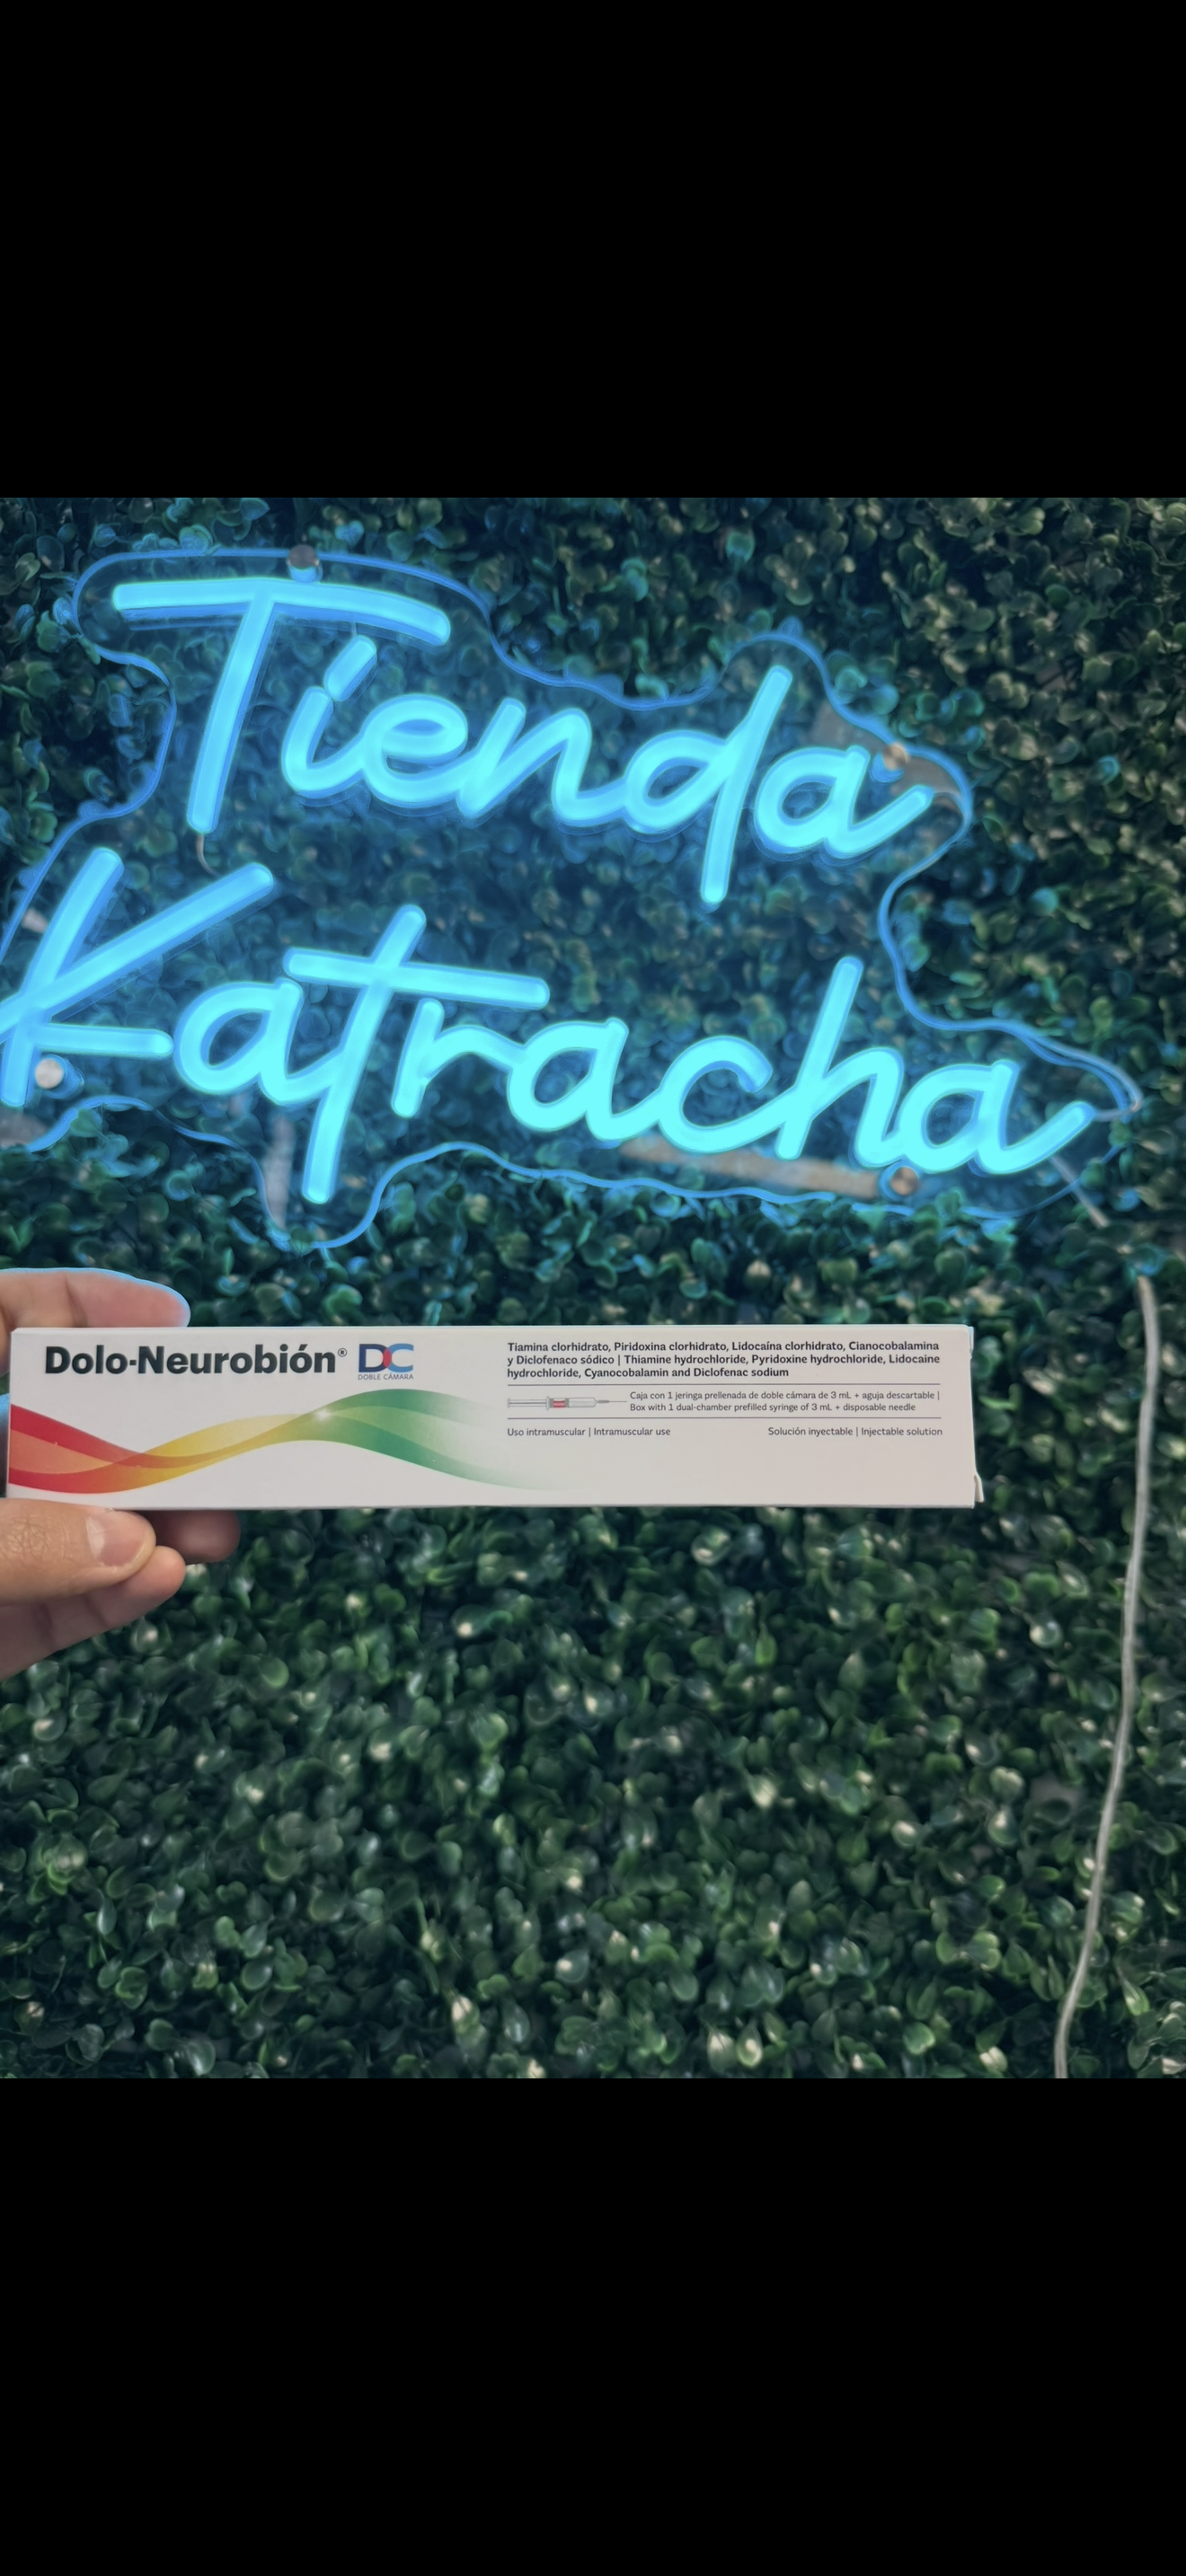 Tienda
Katracha
Dolo-Neurobión® DC
DOBLE CÁMARA
Tiamina clorhidrato, Piridoxina clorhidrato, Lidocaína clorhidrato, Cianocobalamina
y Diclofenaco sódico | Thiamine hydrochloride, Pyridoxine hydrochloride, Lidocaine
hydrochloride, Cyanocobalamin and Diclofenac sodium
Caja con 1 jeringa prellenada de doble cámara de 3 mL + aguja descartable |
Box with 1 dual-chamber prefilled syringe of 3 mL + disposable needle
Uso intramuscular | Intramuscular use
Solución inyectable | Injectable solution